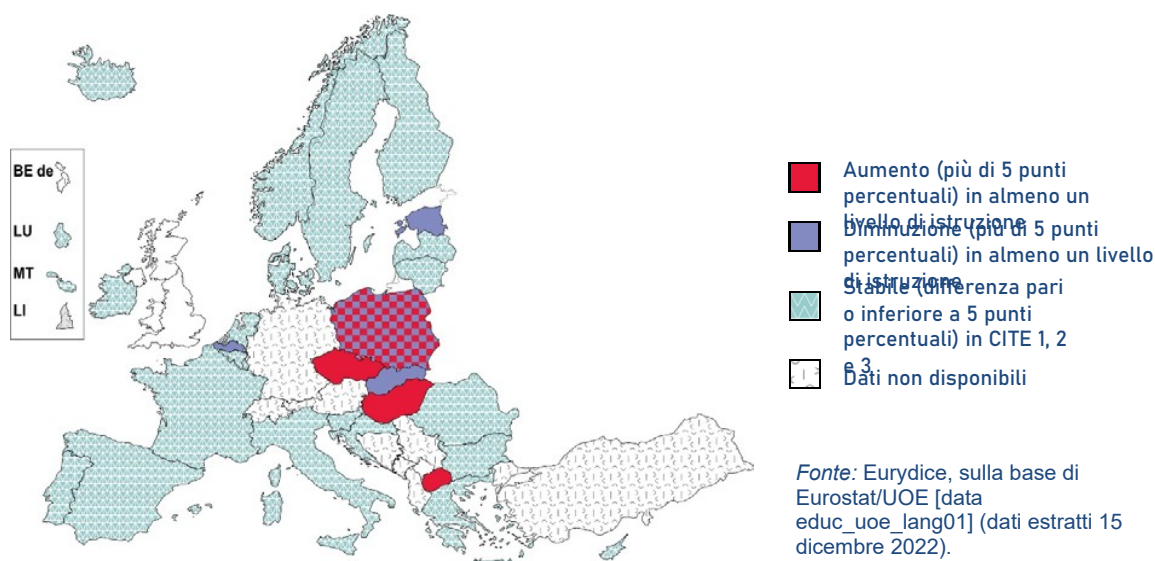 BE de
LU
MT
LI
Aumento (più di 5 punti
percentuali) in almeno un
livello di istruzione
Diminuzione (più di 5 punti
percentuali) in almeno un livello
di istruzione
Stabile (differenza pari
o inferiore a 5 punti
percentuali) in CITE 1, 2
e 3
Dati non disponibili
Fonte: Eurydice, sulla base di
Eurostat/UOE [data
educ_uoe_lang01] (dati estratti 15
dicembre 2022).